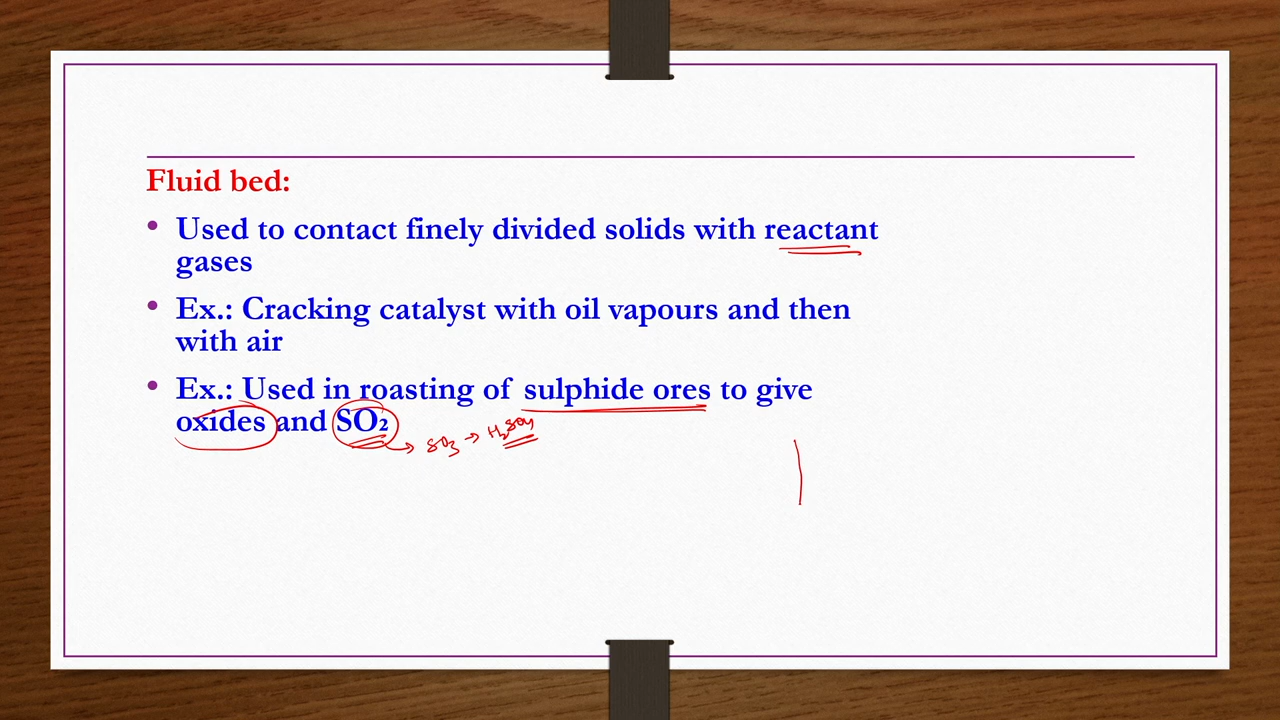 Fluid bed:
• Used to contact finely divided solids with reactant
gases
• Ex.: Cracking catalyst with oil vapours and then
with air
• Ex.: Used in roasting of sulphide ores to give
oxides and SO₂
→ SO₃ → H₂SO₄